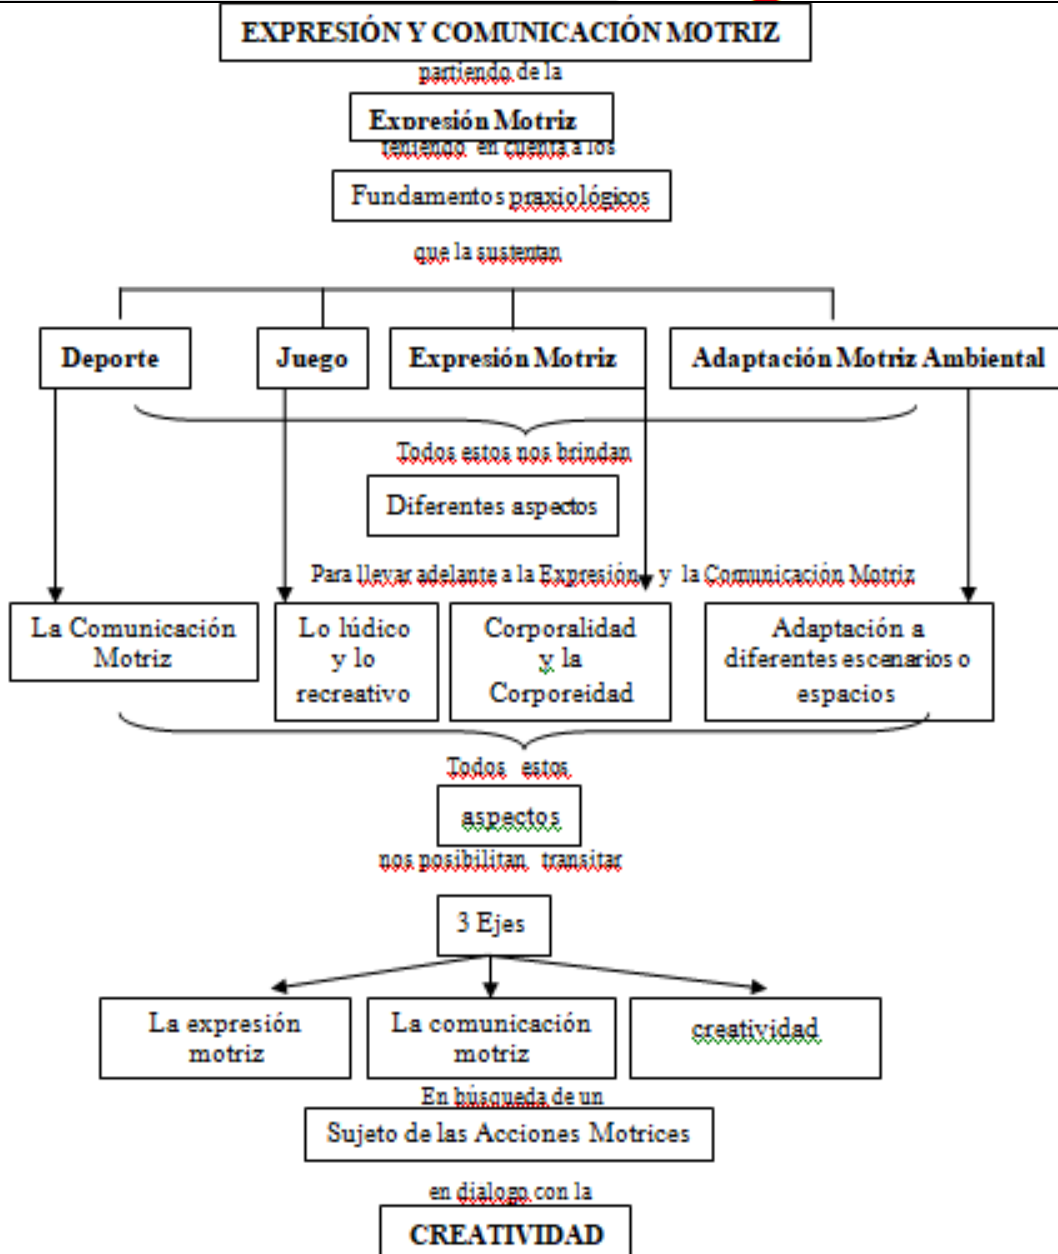 EXPRESIÓN Y COMUNICACIÓN MOTRIZ
partiendo de la
Expresión Motriz
teniendo en cuenta a los
Fundamentos praxiológicos
que la sustentan
Deporte
Juego
Expresión Motriz
Adaptación Motriz Ambiental
Todos estos nos brindan
Diferentes aspectos
Para llevar adelante a la Expresión y la Comunicación Motriz
La Comunicación
Motriz
Lo lúdico
y lo
recreativo
Corporalidad
y la
Corporeidad
Adaptación a
diferentes escenarios o
espacios
Todos estos
aspectos
nos posibilitan transitar
3 Ejes
La expresión
motriz
La comunicación
motriz
creatividad
En búsqueda de un
Sujeto de las Acciones Motrices
en dialogo con la
CREATIVIDAD